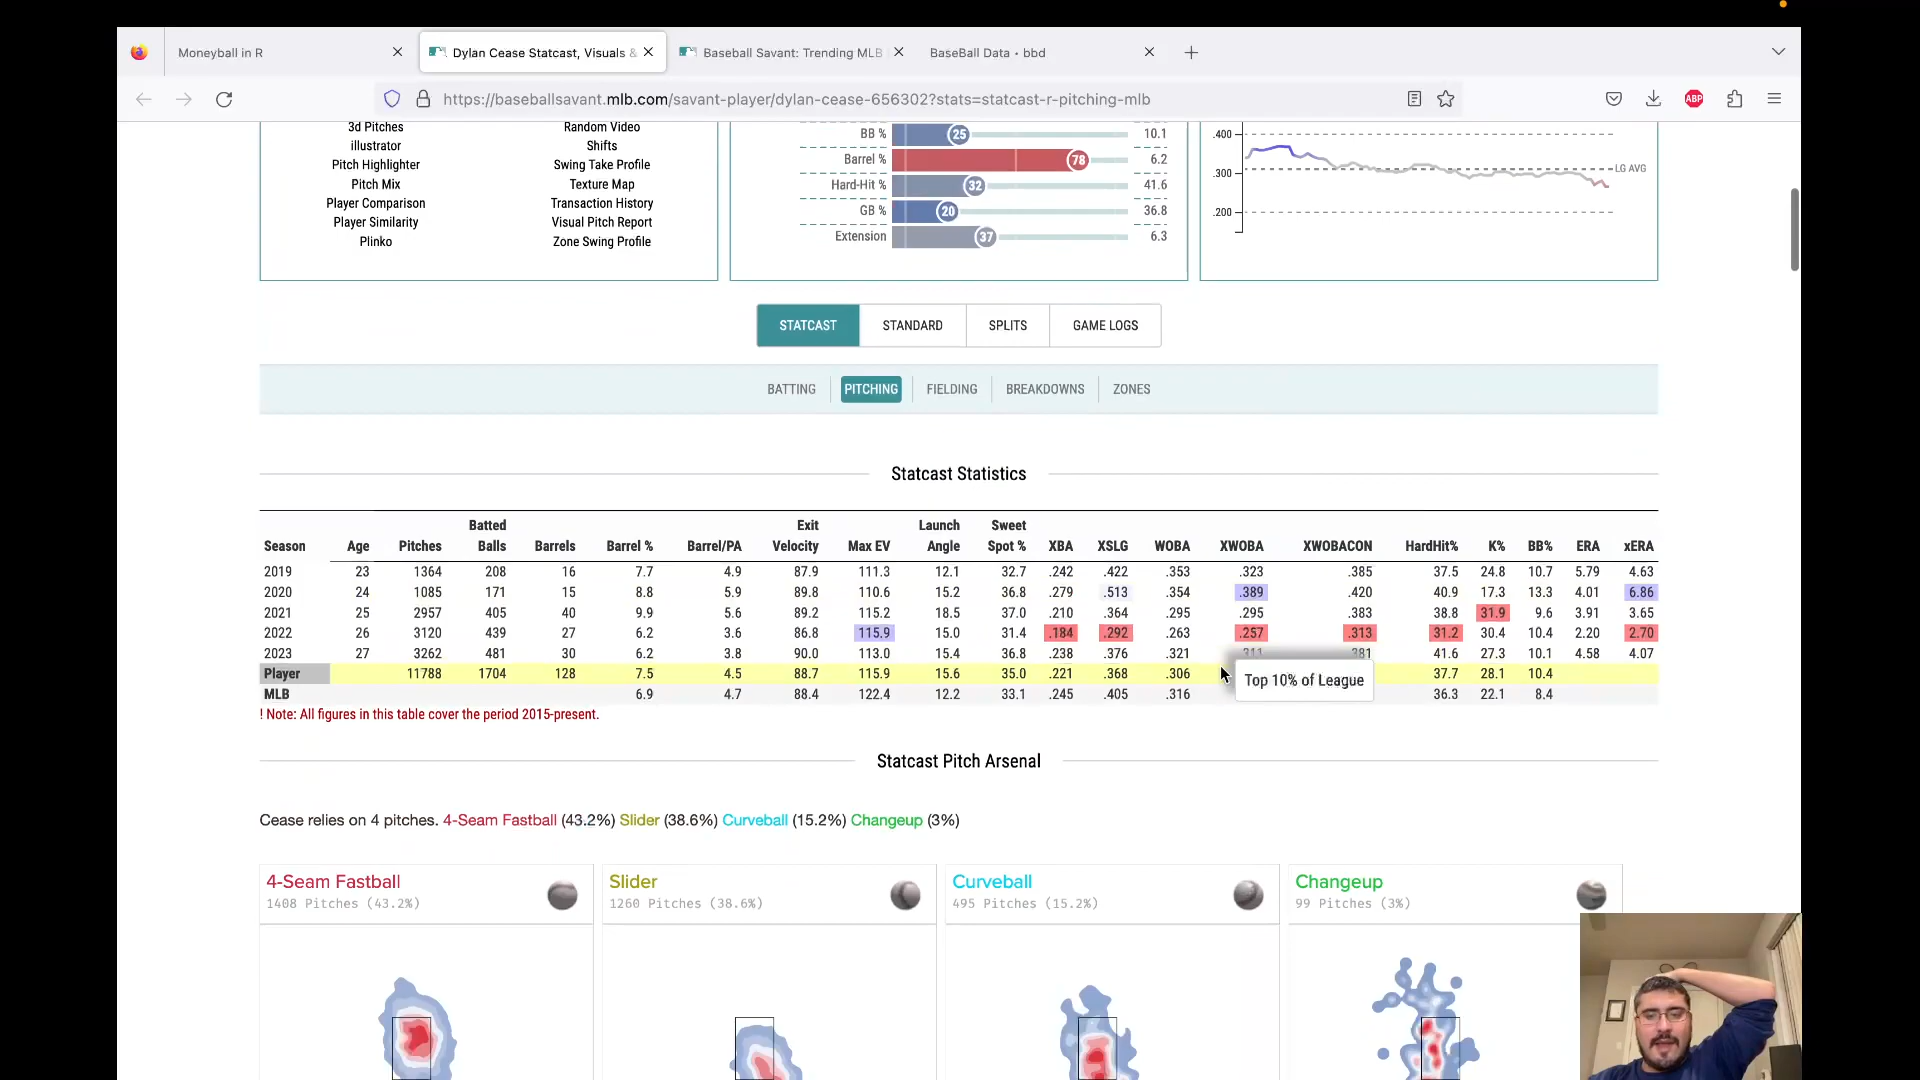 Moneyball in R
Dylan Cease Statcast, Visuals &
Baseball Savant: Trending MLB
BaseBall Data • bbd
https://baseballsavant.mlb.com/savant-player/dylan-cease-656302?stats=statcast-r-pitching-mlb
ABP
3d Pitches Random Video
illustrator Shifts
Pitch Highlighter Swing Take Profile
Pitch Mix Texture Map
Player Comparison Transaction History
Player Similarity Visual Pitch Report
Plinko Zone Swing Profile
BB % 25 10.1
Barrel % 78 6.2
Hard-Hit % 32 41.6
GB % 20 36.8
Extension 37 6.3
.400
.300 LG AVG
.200
STATCAST STANDARD SPLITS GAME LOGS
BATTING PITCHING FIELDING BREAKDOWNS ZONES
Statcast Statistics
Season Age Pitches Batted Balls Barrels Barrel % Barrel/PA Exit Velocity Max EV Launch Angle Sweet Spot % XBA XSLG WOBA XWOBA XWOBACON HardHit% K% BB% ERA xERA
2019 23 1364 208 16 7.7 4.9 87.9 111.3 12.1 32.7 .242 .422 .353 .323 .385 37.5 24.8 10.7 5.79 4.63
2020 24 1085 171 15 8.8 5.9 89.8 110.6 15.2 36.8 .279 .513 .354 .389 .420 40.9 17.3 13.3 4.01 6.86
2021 25 2957 405 40 9.9 5.6 89.2 115.2 18.5 37.0 .210 .364 .295 .295 .383 38.8 31.9 9.6 3.91 3.65
2022 26 3120 439 27 6.2 3.6 86.8 115.9 15.0 31.4 .184 .292 .263 .257 .313 31.2 30.4 10.4 2.20 2.70
2023 27 3262 481 30 6.2 3.8 90.0 113.0 15.4 36.8 .238 .376 .321 .311 .381 41.6 27.3 10.1 4.58 4.07
Player 11788 1704 128 7.5 4.5 88.7 115.9 15.6 35.0 .221 .368 .306 37.7 28.1 10.4
MLB 6.9 4.7 88.4 122.4 12.2 33.1 .245 .405 .316 36.3 22.1 8.4
Top 10% of League
! Note: All figures in this table cover the period 2015-present.
Statcast Pitch Arsenal
Cease relies on 4 pitches. 4-Seam Fastball (43.2%) Slider (38.6%) Curveball (15.2%) Changeup (3%)
4-Seam Fastball
1408 Pitches (43.2%)
Slider
1260 Pitches (38.6%)
Curveball
495 Pitches (15.2%)
Changeup
99 Pitches (3%)